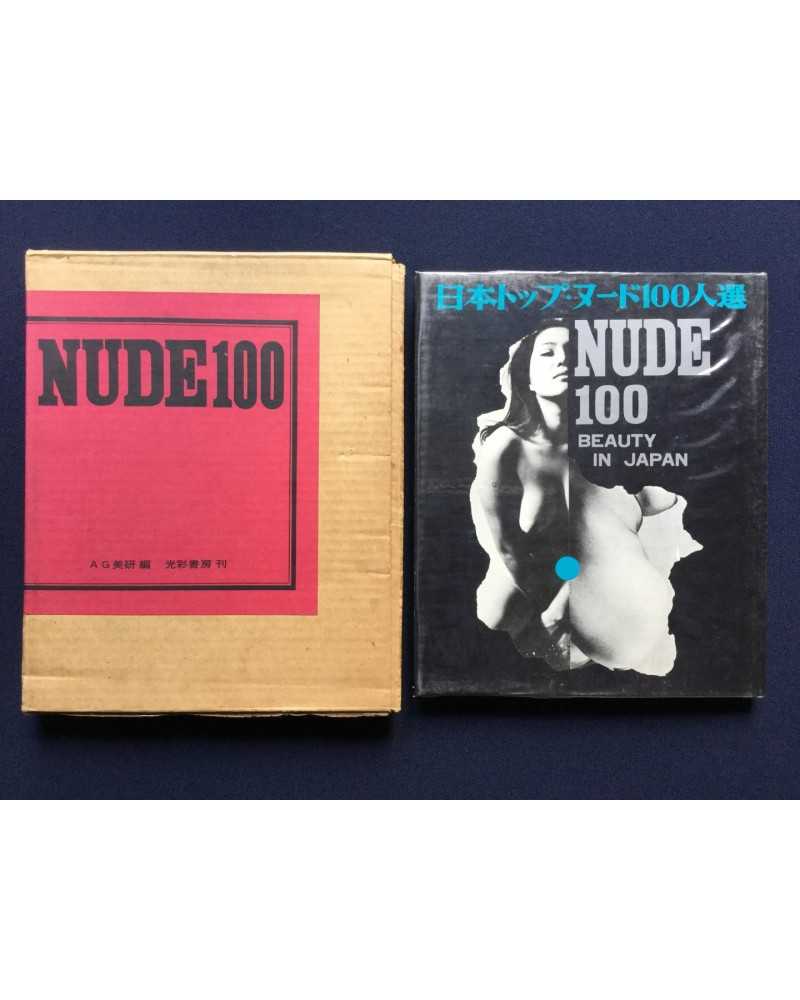 NUDE100
AG美研 編 光彩書房 刊
日本トップ・ヌード100人選
NUDE
100
BEAUTY
IN JAPAN